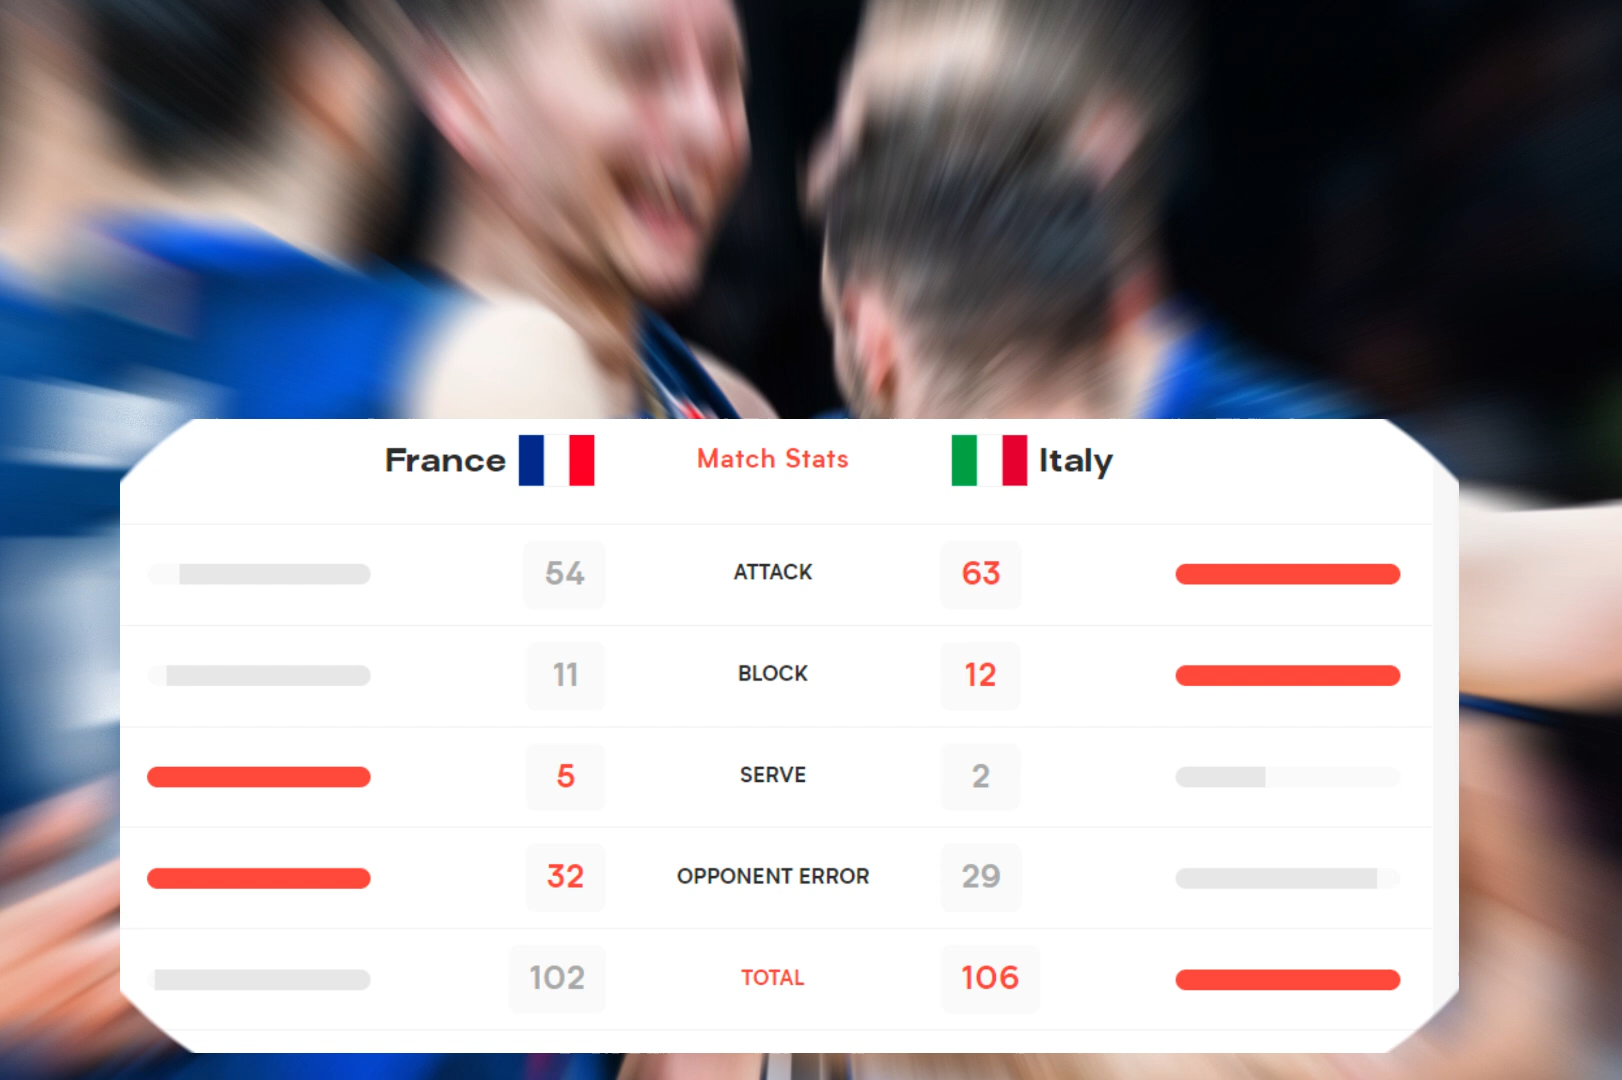 France Match Stats Italy
54 ATTACK 63
11 BLOCK 12
5 SERVE 2
32 OPPONENT ERROR 29
102 TOTAL 106